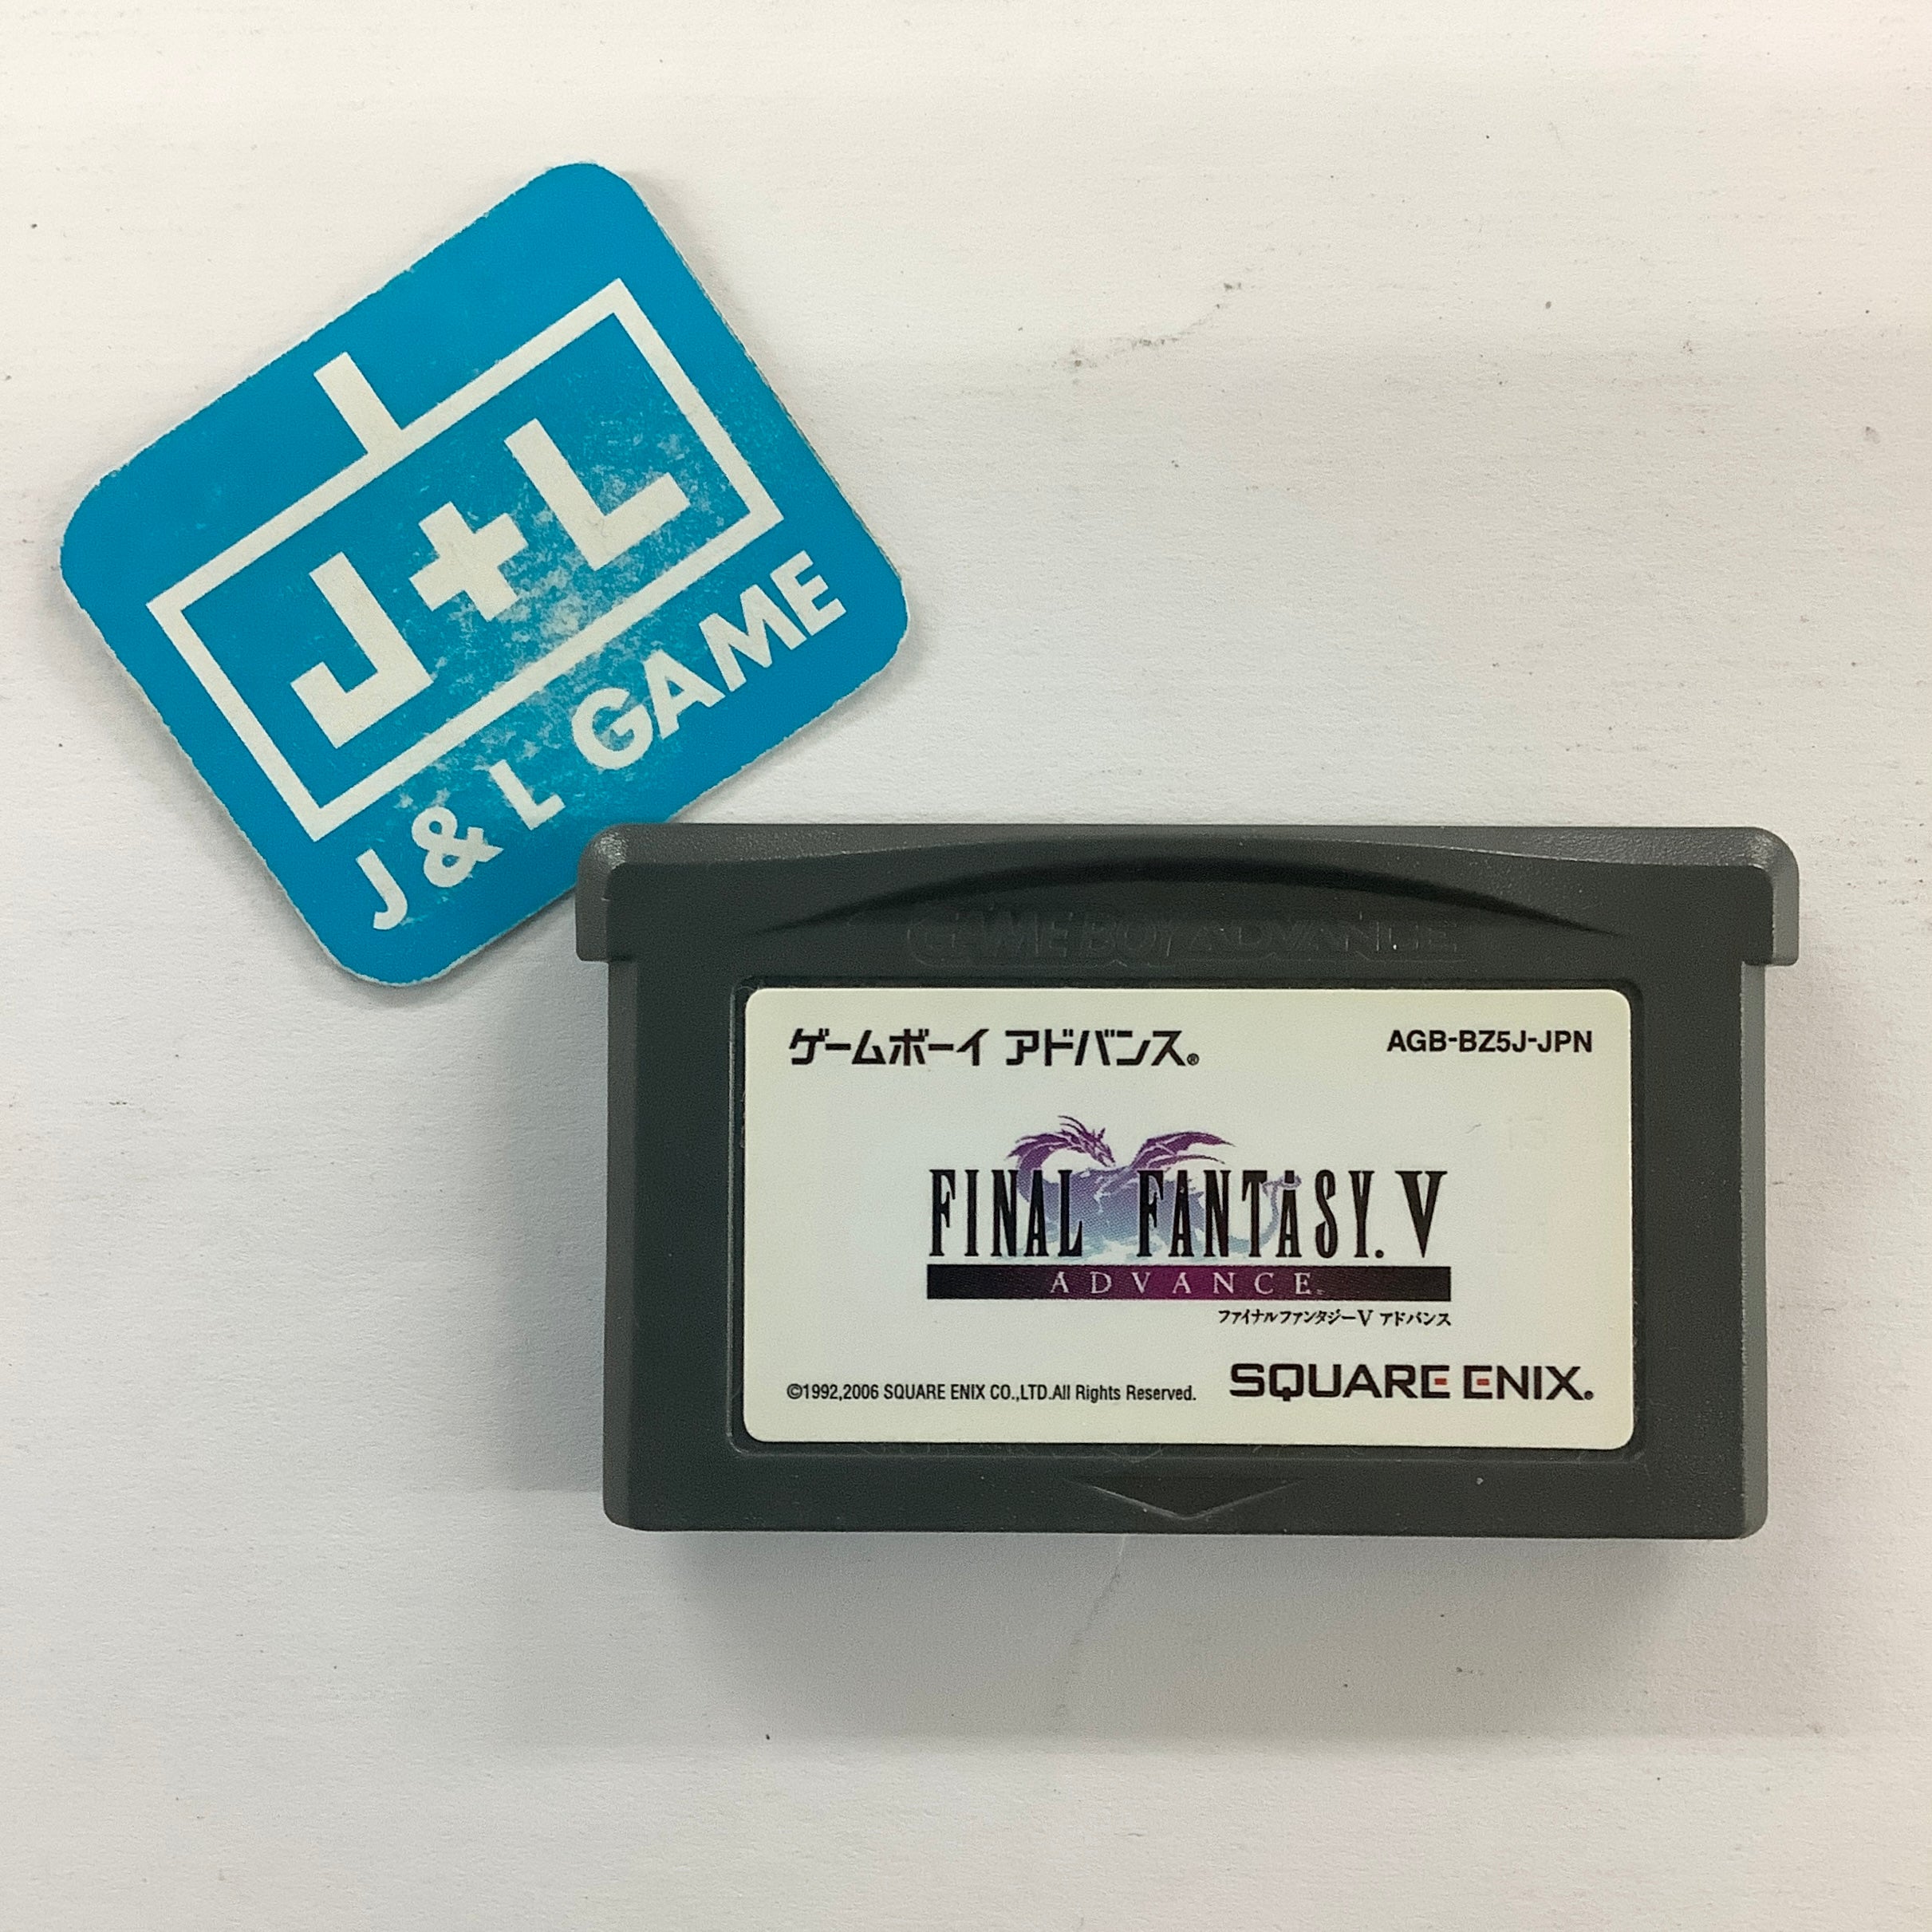 J+L
J & L GAME
GAME BOY ADVANCE
ゲームボーイ アドバンス®
AGB-BZ5J-JPN
FINAL FANTASY. V
ADVANCE
ファイナルファンタジーV アドバンス
©1992,2006 SQUARE ENIX CO.,LTD.All Rights Reserved.
SQUARE ENIX®